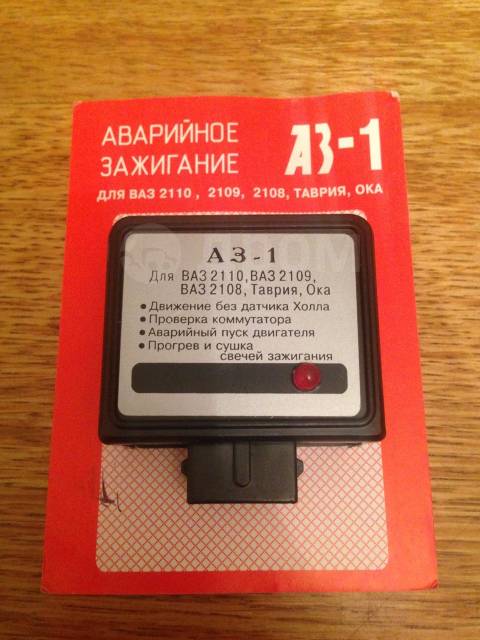 АВАРИЙНОЕ
ЗАЖИГАНИЕ
АЗ-1
ДЛЯ ВАЗ 2110, 2109, 2108, ТАВРИЯ, ОКА
АЗ-1
Для ВАЗ 2110, ВАЗ 2109,
ВАЗ 2108, Таврия, Ока
• Движение без датчика Холла
• Проверка коммутатора
• Аварийный пуск двигателя
• Прогрев и сушка
свечей зажигания